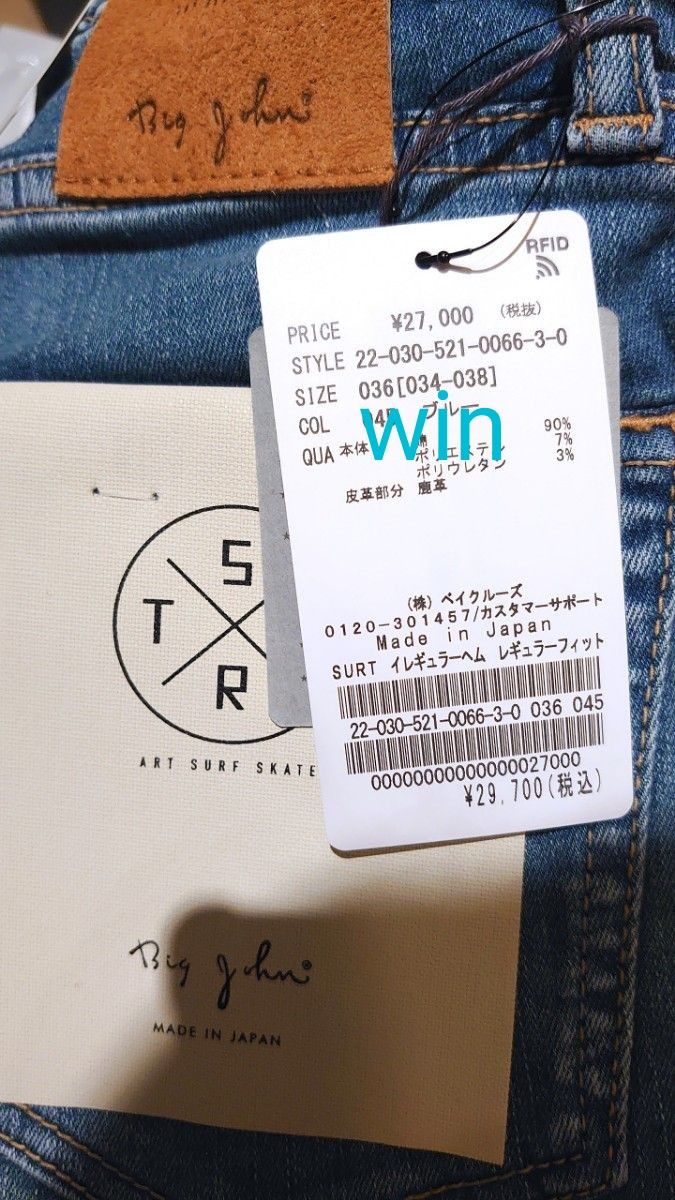 Big John®
RFID
PRICE ¥27,000 (税抜)
STYLE 22-030-521-0066-3-0
SIZE 036[034-038]
COL ブルー
win
QUA 本体 綿 90%
ポリエステル 7%
ポリウレタン 3%
皮革部分 鹿革
(株) ベイクルーズ
0120-301457/カスタマーサポート
Made in Japan
SURT イレギュラーヘム レギュラーフィット
22-030-521-0066-3-0 036 045
00000000000000027000
¥29,700(税込)
S
T
R
ART SURF SKATE
Big John®
MADE IN JAPAN